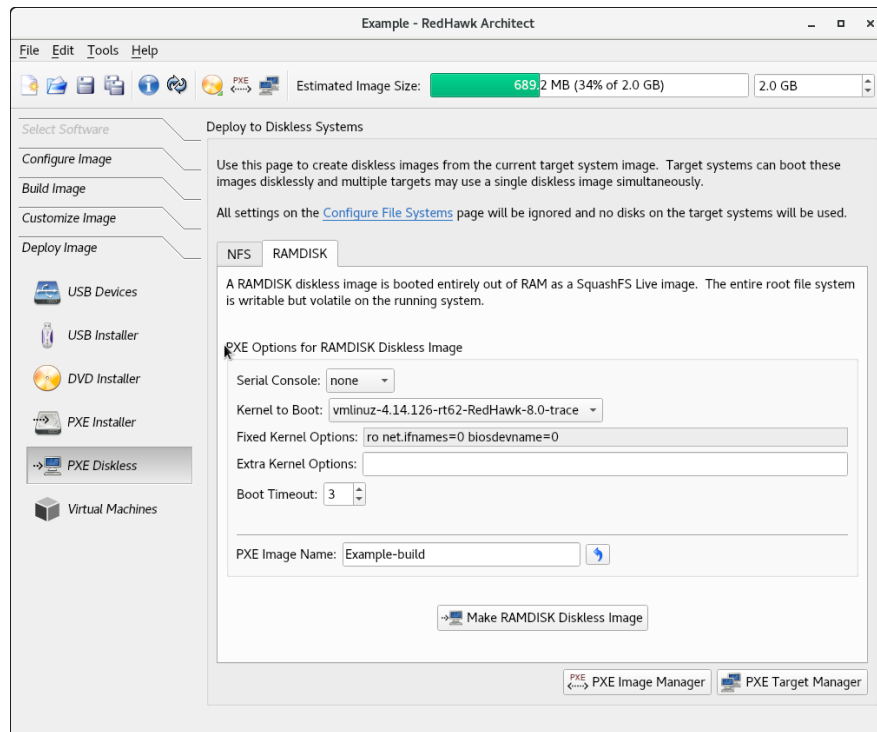 Example - RedHawk Architect
File Edit Tools Help
PXE
Estimated Image Size:
689.2 MB (34% of 2.0 GB)
2.0 GB
Select Software
Configure Image
Build Image
Customize Image
Deploy Image
USB Devices
USB Installer
DVD Installer
PXE Installer
PXE Diskless
Virtual Machines
Deploy to Diskless Systems
Use this page to create diskless images from the current target system image. Target systems can boot these
images disklessly and multiple targets may use a single diskless image simultaneously.
All settings on the Configure File Systems page will be ignored and no disks on the target systems will be used.
NFS RAMDISK
A RAMDISK diskless image is booted entirely out of RAM as a SquashFS Live image. The entire root file system
is writable but volatile on the running system.
PXE Options for RAMDISK Diskless Image
Serial Console: none
Kernel to Boot: vmlinuz-4.14.126-rt62-RedHawk-8.0-trace
Fixed Kernel Options: ro net.ifnames=0 biosdevname=0
Extra Kernel Options:
Boot Timeout: 3
PXE Image Name: Example-build
Make RAMDISK Diskless Image
PXE PXE Image Manager
PXE Target Manager